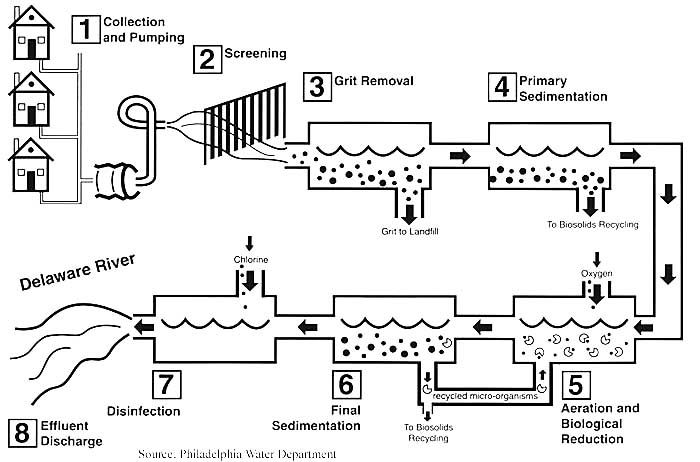 1 Collection
and Pumping
2 Screening
3 Grit Removal
4 Primary
Sedimentation
Grit to Landfill
To Biosolids Recycling
Delaware River
Chlorine
Oxygen
recycled micro-organisms
5
Aeration and
Biological
Reduction
6
Final
Sedimentation
To Biosolids
Recycling
7
Disinfection
8 Effluent
Discharge
Source: Philadelphia Water Department